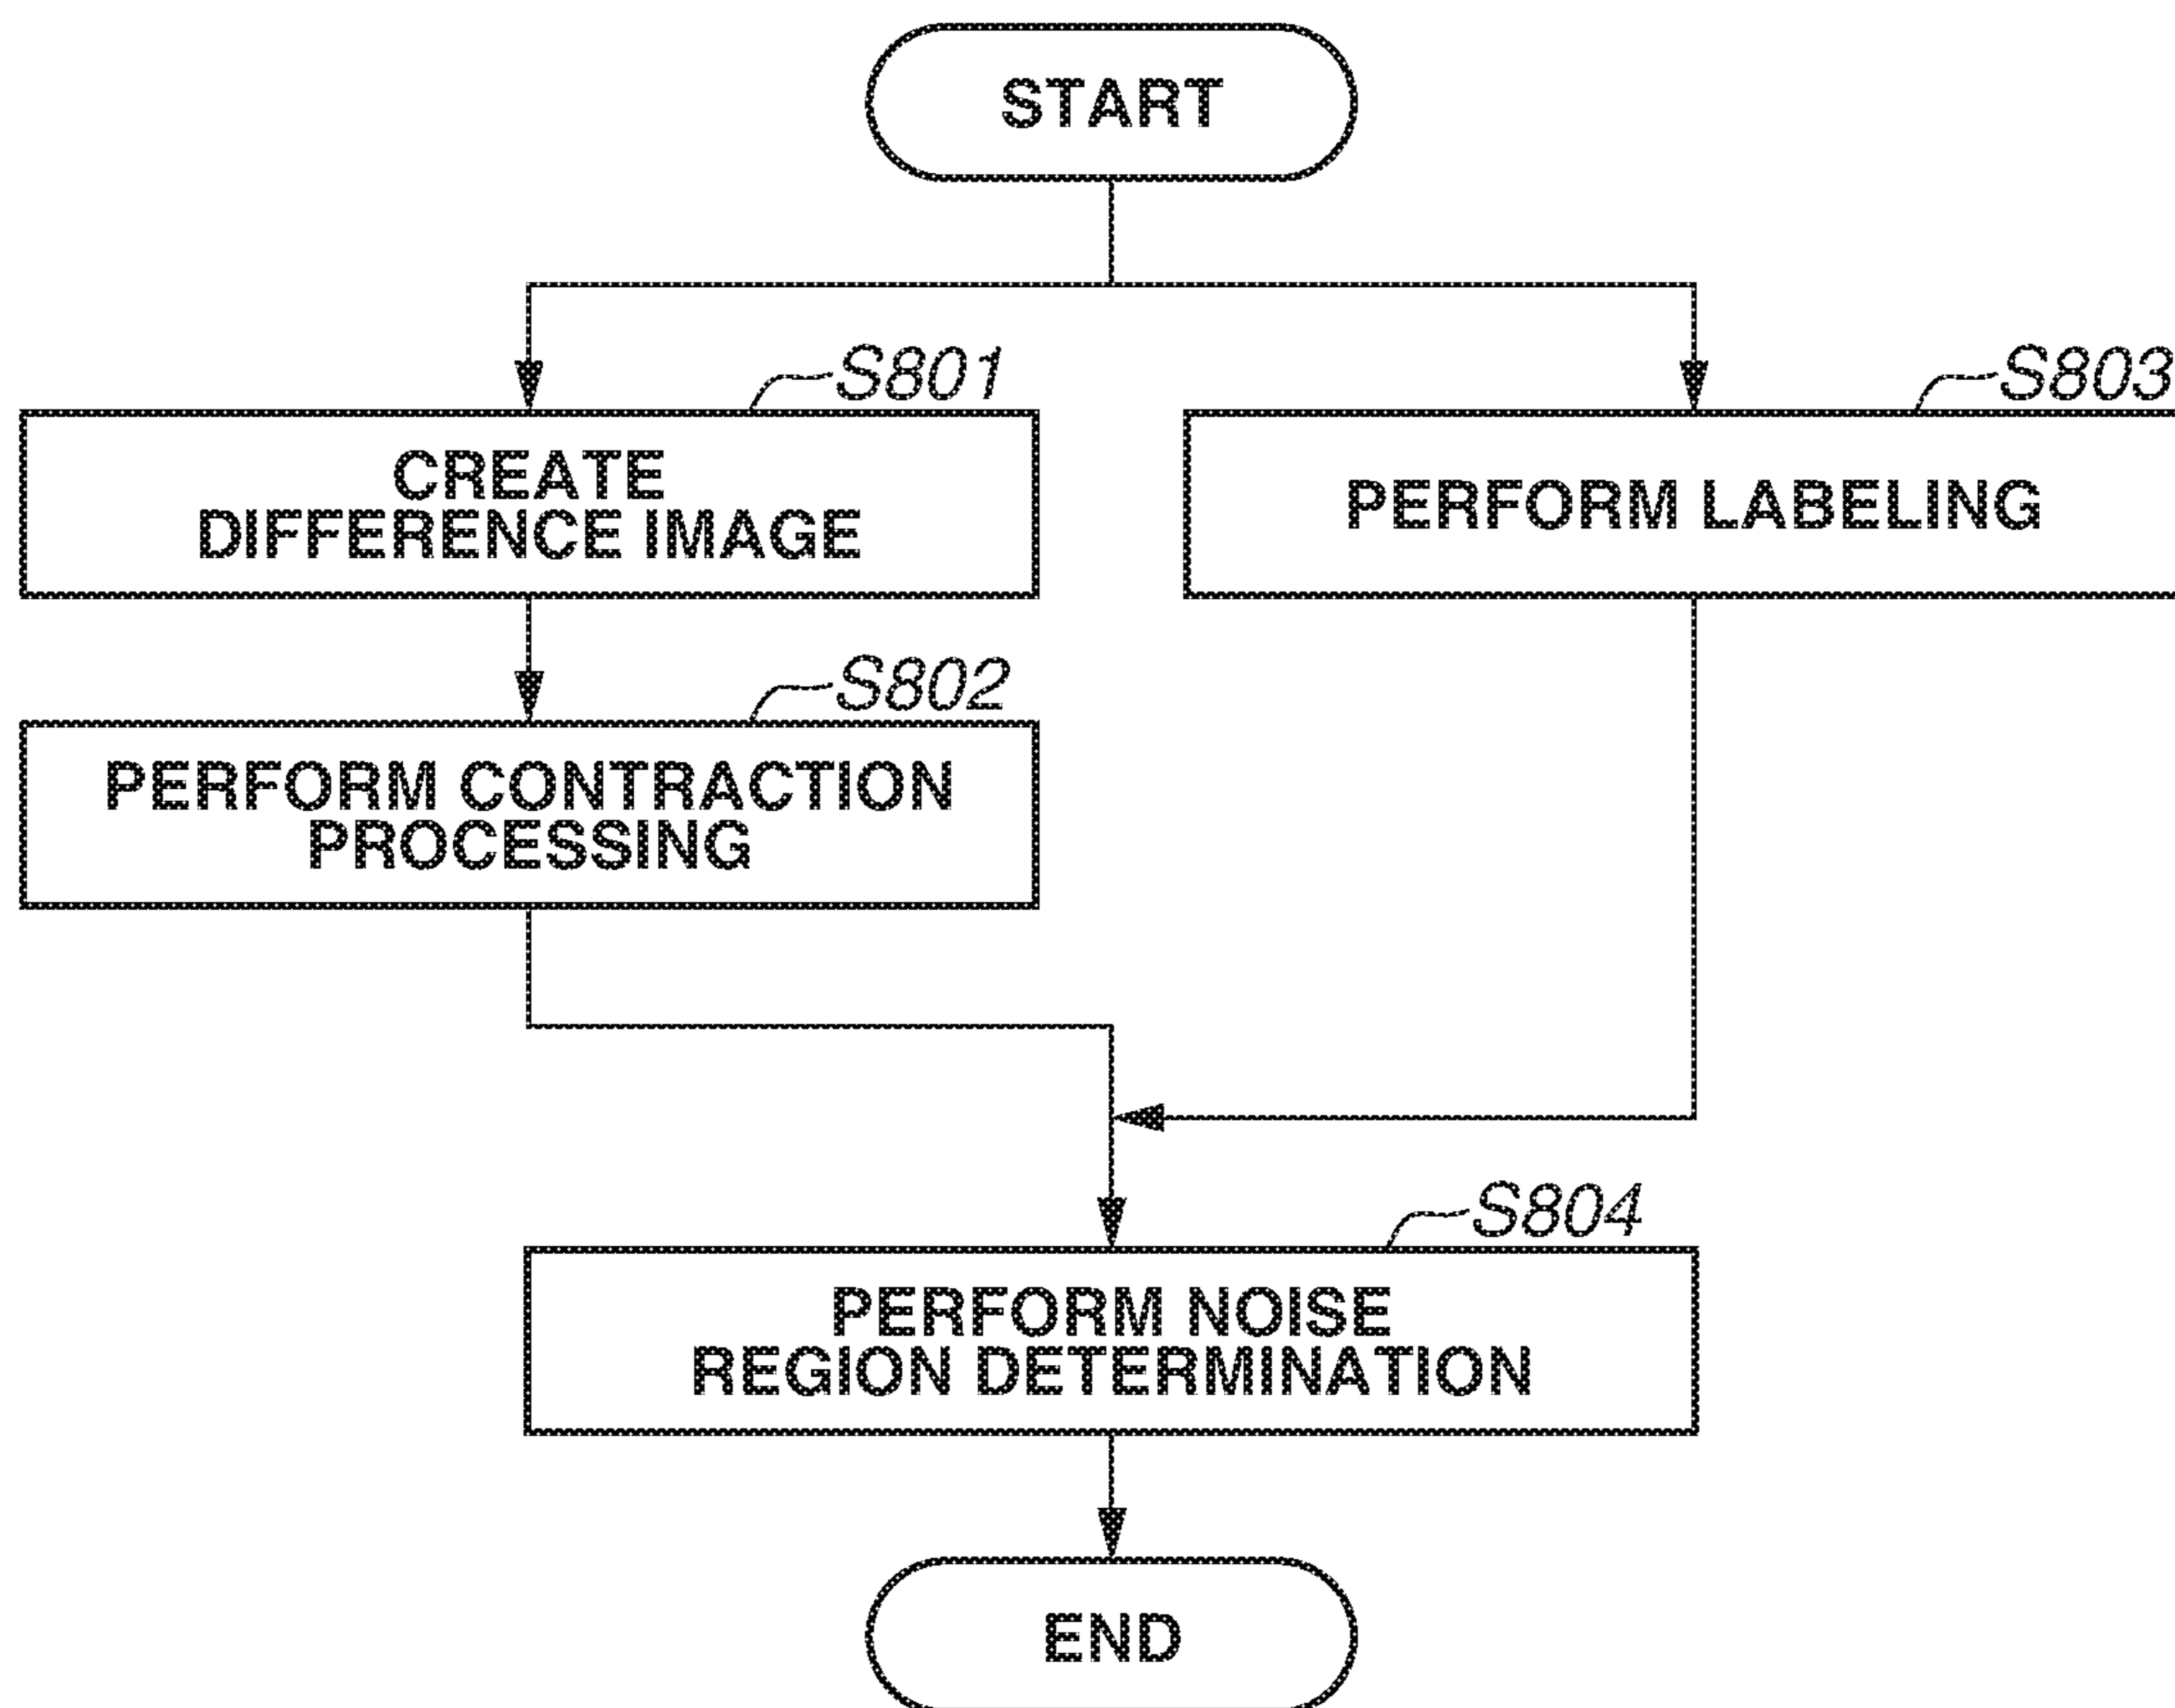 START
S801
CREATE
DIFFERENCE IMAGE
S803
PERFORM LABELING
S802
PERFORM CONTRACTION
PROCESSING
S804
PERFORM NOISE
REGION DETERMINATION
END